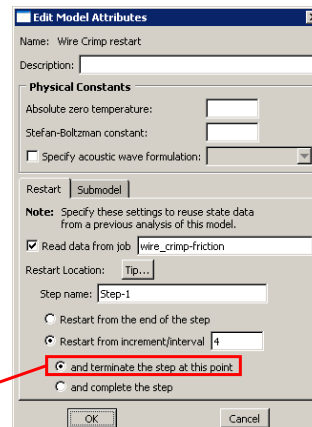 Edit Model Attributes
Name: Wire Crimp restart
Description:
Physical Constants
Absolute zero temperature:
Stefan-Boltzman constant:
Specify acoustic wave formulation:
Restart Submodel
Note: Specify these settings to reuse state data
from a previous analysis of this model.
Read data from job wire_crimp-friction
Restart Location: Tip...
Step name: Step-1
Restart from the end of the step
Restart from increment/interval 4
and terminate the step at this point
and complete the step
OK Cancel